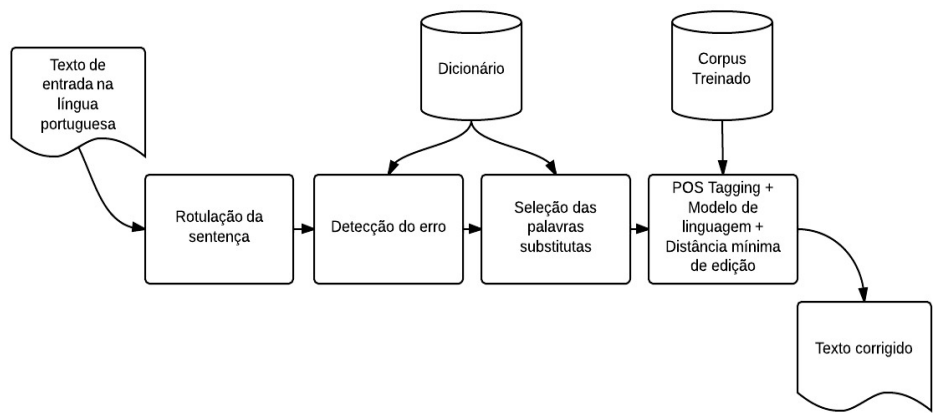 Texto de
entrada na
língua
portuguesa
Dicionário
Corpus
Treinado
Rotulação da
sentença
Detecção do erro
Seleção das
palavras
substitutas
POS Tagging +
Modelo de
linguagem +
Distância mínima
de edição
Texto corrigido